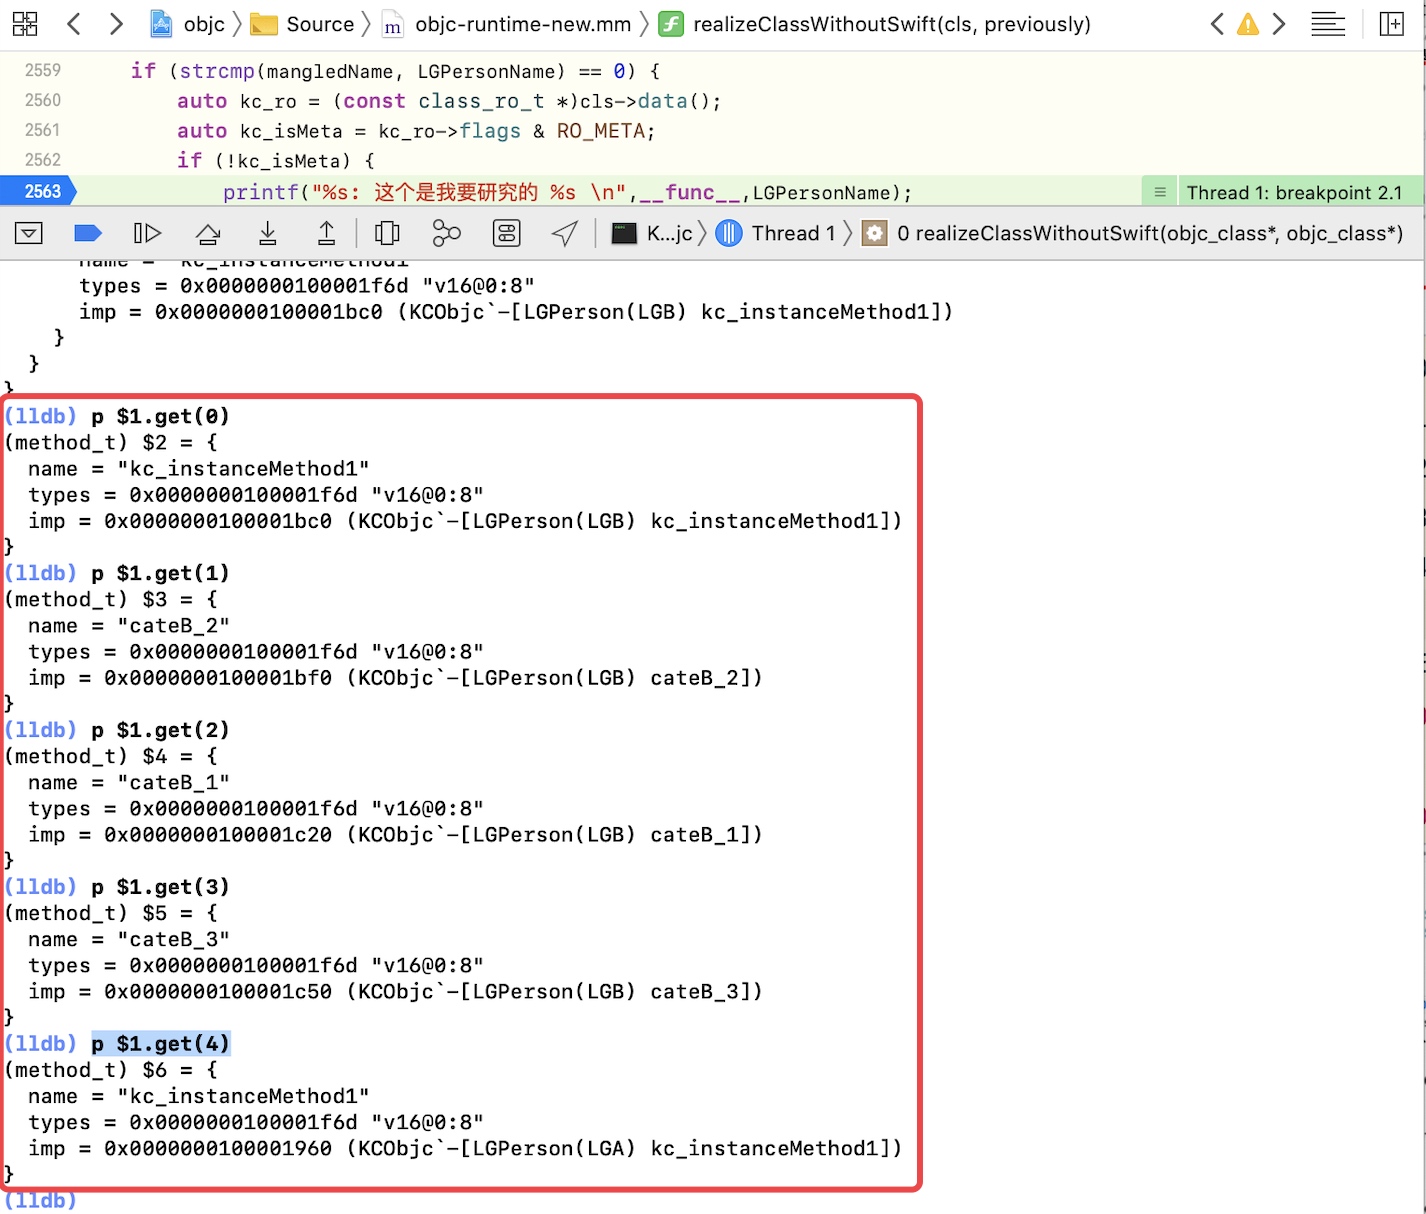 objc 〉 Source 〉 m objc-runtime-new.mm 〉 f realizeClassWithoutSwift(cls, previously)
2559 if (strcmp(mangledName, LGPersonName) == 0) {
2560 auto kc_ro = (const class_ro_t *)cls->data();
2561 auto kc_isMeta = kc_ro->flags & RO_META;
2562 if (!kc_isMeta) {
2563 printf("%s: 这个是我要研究的 %s \n",__func__,LGPersonName); Thread 1: breakpoint 2.1
K...jc 〉 Thread 1 〉 0 realizeClassWithoutSwift(objc_class*, objc_class*)
name = "kc_instanceMethod1"
types = 0x0000000100001f6d "v16@0:8"
imp = 0x0000000100001bc0 (KCObjc`-[LGPerson(LGB) kc_instanceMethod1])
}
}
}
(lldb) p $1.get(0)
(method_t) $2 = {
name = "kc_instanceMethod1"
types = 0x0000000100001f6d "v16@0:8"
imp = 0x0000000100001bc0 (KCObjc`-[LGPerson(LGB) kc_instanceMethod1])
}
(lldb) p $1.get(1)
(method_t) $3 = {
name = "cateB_2"
types = 0x0000000100001f6d "v16@0:8"
imp = 0x0000000100001bf0 (KCObjc`-[LGPerson(LGB) cateB_2])
}
(lldb) p $1.get(2)
(method_t) $4 = {
name = "cateB_1"
types = 0x0000000100001f6d "v16@0:8"
imp = 0x0000000100001c20 (KCObjc`-[LGPerson(LGB) cateB_1])
}
(lldb) p $1.get(3)
(method_t) $5 = {
name = "cateB_3"
types = 0x0000000100001f6d "v16@0:8"
imp = 0x0000000100001c50 (KCObjc`-[LGPerson(LGB) cateB_3])
}
(lldb) p $1.get(4)
(method_t) $6 = {
name = "kc_instanceMethod1"
types = 0x0000000100001f6d "v16@0:8"
imp = 0x0000000100001960 (KCObjc`-[LGPerson(LGA) kc_instanceMethod1])
}
(lldb)